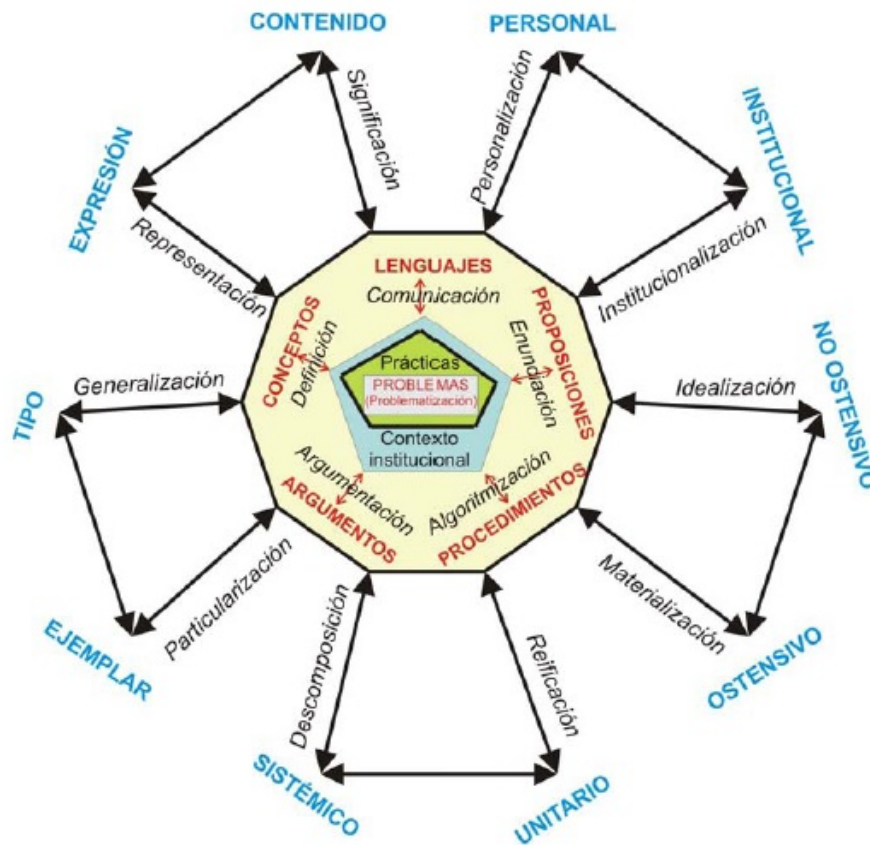 CONTENIDO
PERSONAL
Significación
Personalización
EXPRESIÓN
INSTITUCIONAL
Representación
Institucionalización
LENGUAJES
Comunicación
CONCEPTOS
Definición
PROPOSICIONES
Enundiación
Prácticas
PROBLEMAS
(Problematización)
Contexto
institucional
Generalización
Idealización
TIPO
NO OSTENSIVO
Argumentación
ARGUMENTOS
Algoritmización
PROCEDIMIENTOS
Particularización
Materialización
EJEMPLAR
OSTENSIVO
Descomposición
Reificación
SISTÉMICO
UNITARIO